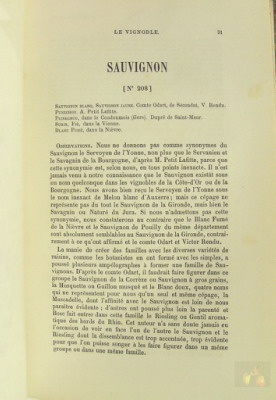 LE VIGNOBLE. 31
SAUVIGNON
[N° 208]
SAUVIGNON BLANC, SAUVIGNON JAUNE. Comte Odart, de Secondat, V. Rendu.
A. Petit Lafitte.
dans le Condomois (Gers). Dupré de Saint-Maur.
Fié, dans la Vienne.
BLANC FUMÉ, dans la Nièvre.
OBSERVATIONS. Nous ne donnons pas comme synonymes du
Sauvignon le Servoyen de l'Yonne, non plus que le Servanien et
le Savagnin de la Bourgogne, d'après M. Petit Lafitte, parce que
cette synonymie est, selon nous, en tous points inexacte. Il n'est
jamais venu à notre connaissance que le Sauvignon existât sous
un nom quelconque dans les vignobles de la Côte-d'Or ou de la
Bourgogne. Nous avons bien reçu le Servoyen de l'Yonne sous
le nom inexact de Melon blanc d'Auxerre; mais ce cépage ne
représente pas du tout le Sauvignon de la Gironde, mais bien le
Savagnin ou Naturé du Jura. Si nous n'admettons pas cette
synonymie, nous constaterons au contraire que le Blanc Fumé
de la Nièvre et le Sauvignon de Pouilly du même département
sont absolument semblables au Sauvignon de la Gironde, contrairement
à ce qu'ont affirmé et le comte Odart et Victor Rendu.
La manie de créer des familles avec les diverses variétés de
raisins, comme les botanistes en ont formé avec les simples, a
poussé plusieurs ampélographes à former une famille de Sauvignons.
D'après le comte Odart, il faudrait faire figurer dans ce
groupe le Sauvignon de la Corrèze ou Sauvignon à gros grains,
la Musquette ou Guillan musqué et le Blanc doux, quatre noms
qui ne représentent pour nous qu'un seul et même cépage, la
Muscadelle, dont l'affinité avec le Sauvignon est loin de nous
paraître évidente; d'autres ont poussé plus loin la parenté et
font fait entrer dans cette famille le Riesling ou Gentil aromatique
des bords du Rhin. Cet auteur n'a sans doute jamais eu
l'occasion de voir en face l'un de l'autre le Sauvignon et le
Riesling dont la dissemblance est trop accentuée, trop évidente
pour que l'on puisse songer à les faire figurer dans un même
groupe ou dans une même famille.